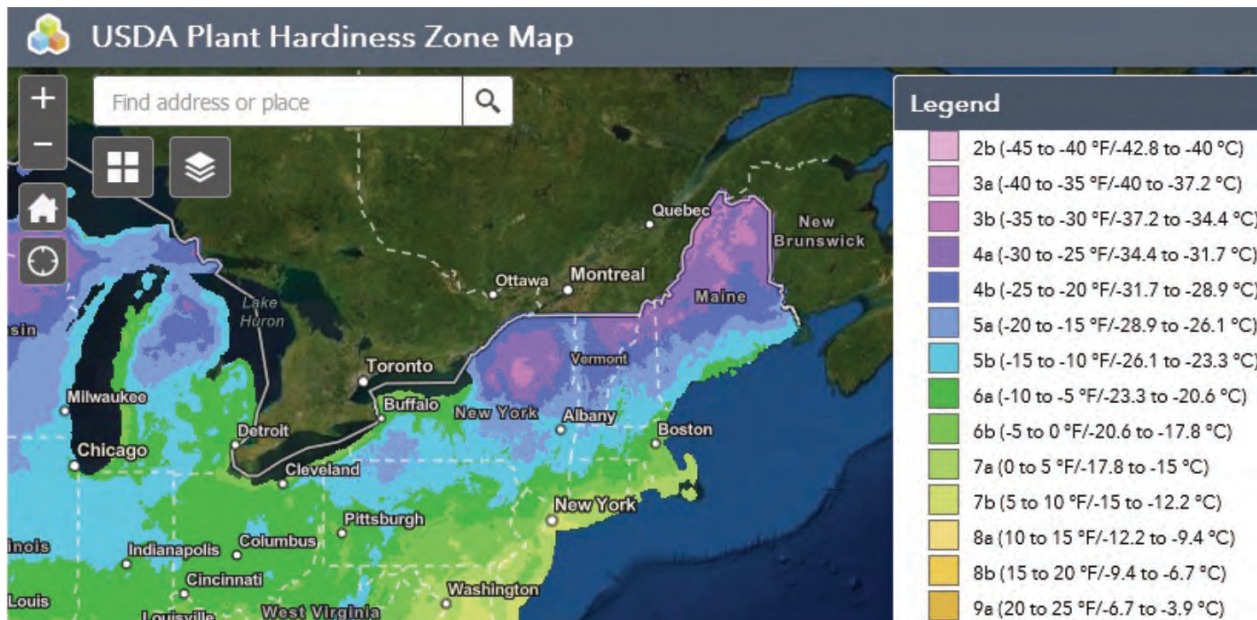 USDA Plant Hardiness Zone Map
+
Find address or place
−
Legend
2b (-45 to -40 °F/-42.8 to -40 °C)
3a (-40 to -35 °F/-40 to -37.2 °C)
3b (-35 to -30 °F/-37.2 to -34.4 °C)
4a (-30 to -25 °F/-34.4 to -31.7 °C)
4b (-25 to -20 °F/-31.7 to -28.9 °C)
5a (-20 to -15 °F/-28.9 to -26.1 °C)
5b (-15 to -10 °F/-26.1 to -23.3 °C)
6a (-10 to -5 °F/-23.3 to -20.6 °C)
6b (-5 to 0 °F/-20.6 to -17.8 °C)
7a (0 to 5 °F/-17.8 to -15 °C)
7b (5 to 10 °F/-15 to -12.2 °C)
8a (10 to 15 °F/-12.2 to -9.4 °C)
8b (15 to 20 °F/-9.4 to -6.7 °C)
9a (20 to 25 °F/-6.7 to -3.9 °C)
Quebec
New
Brunswick
Ottawa
Montreal
Maine
Lake
Huron
sin
Vermont
Toronto
Milwaukee
Buffalo
New York
Albany
Detroit
Boston
Chicago
Cleveland
New York
Pittsburgh
inois
Indianapolis
Columbus
Cincinnati
Washington
Louis
Louisville
West Virginia